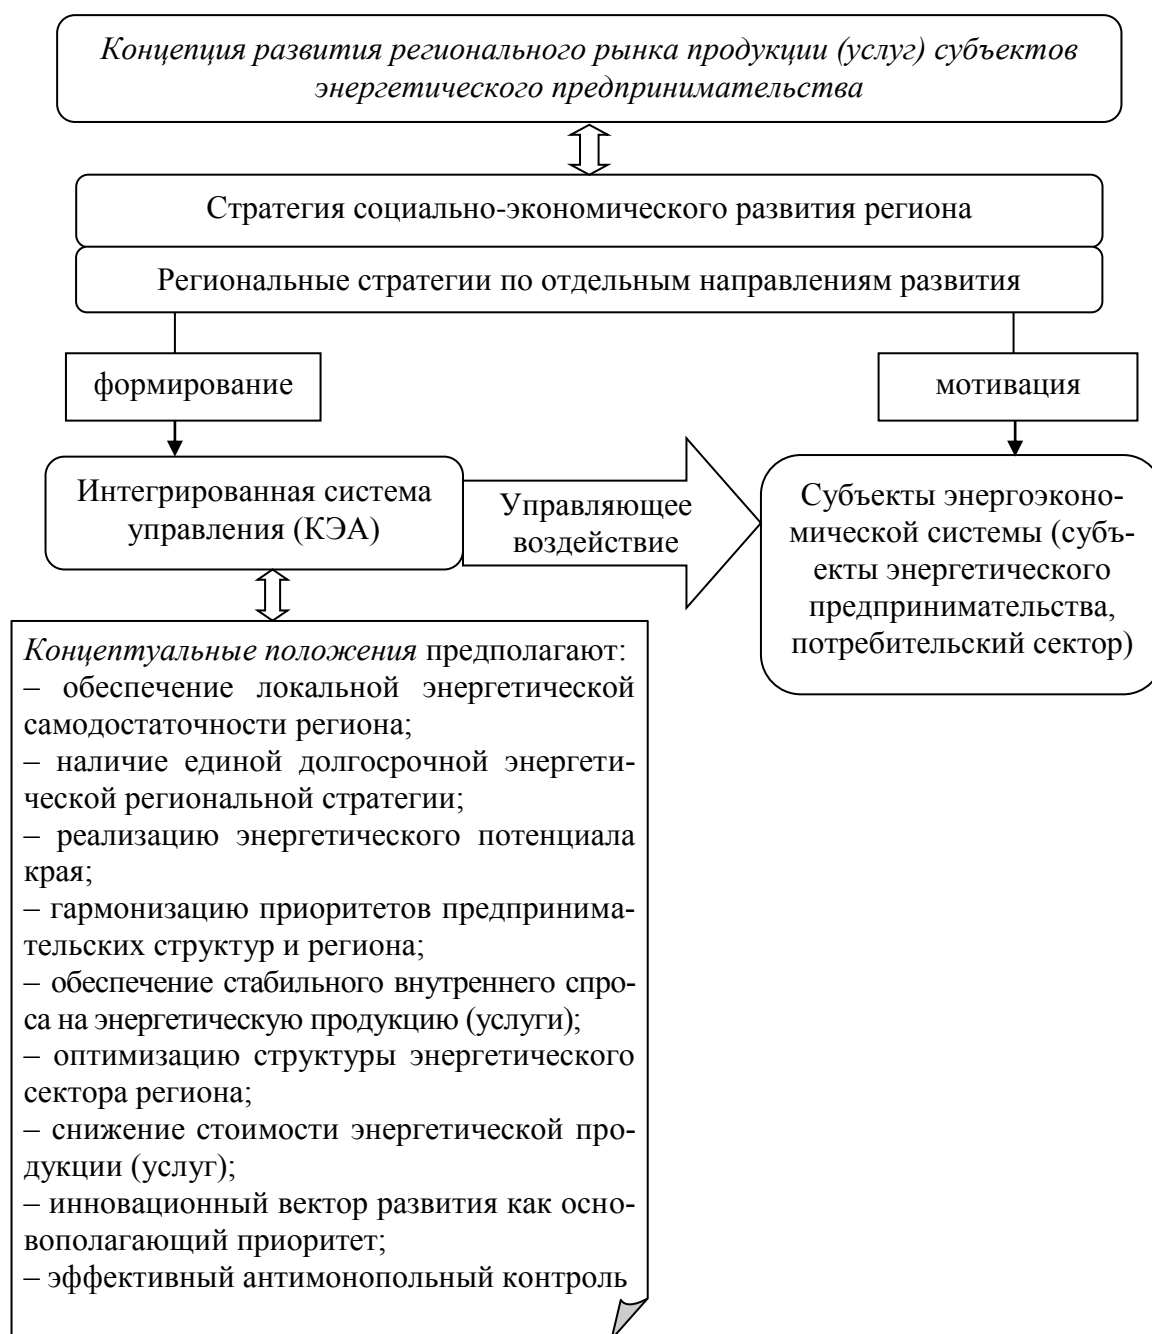 Концепция развития регионального рынка продукции (услуг) субъектов
энергетического предпринимательства
Стратегия социально-экономического развития региона
Региональные стратегии по отдельным направлениям развития
формирование
мотивация
Интегрированная система
управления (КЭА)
Управляющее
воздействие
Субъекты энергоэконо-
мической системы (субъ-
екты энергетического
предпринимательства,
потребительский сектор)
Концептуальные положения предполагают:
– обеспечение локальной энергетической
самодостаточности региона;
– наличие единой долгосрочной энергети-
ческой региональной стратегии;
– реализацию энергетического потенциала
края;
– гармонизацию приоритетов предпринима-
тельских структур и региона;
– обеспечение стабильного внутреннего спро-
са на энергетическую продукцию (услуги);
– оптимизацию структуры энергетического
сектора региона;
– снижение стоимости энергетической про-
дукции (услуг);
– инновационный вектор развития как осно-
вополагающий приоритет;
– эффективный антимонопольный контроль